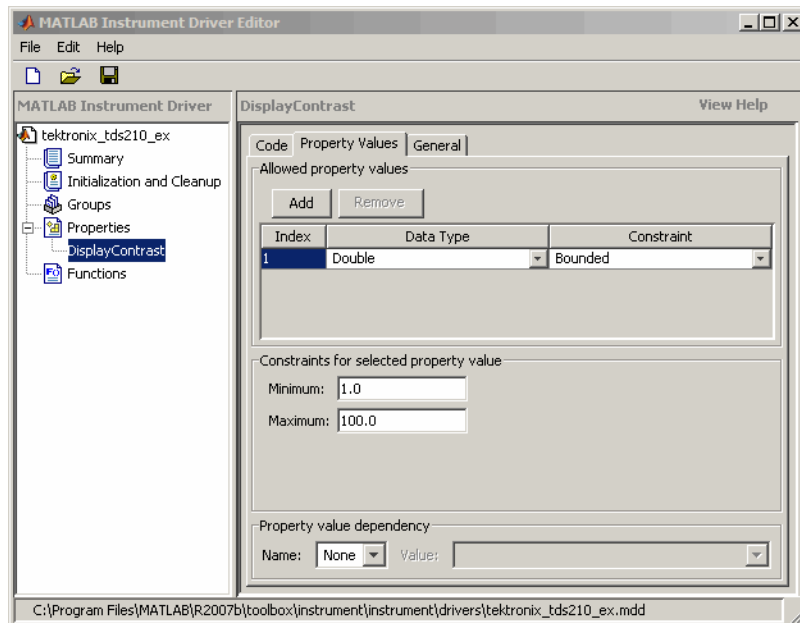 MATLAB Instrument Driver Editor
File Edit Help
MATLAB Instrument Driver
DisplayContrast
View Help
tektronix_tds210_ex
Summary
Initialization and Cleanup
Groups
Properties
DisplayContrast
Functions
Code Property Values General
Allowed property values
Add Remove
Index Data Type Constraint
1 Double Bounded
Constraints for selected property value
Minimum: 1.0
Maximum: 100.0
Property value dependency
Name: None Value:
C:\Program Files\MATLAB\R2007b\toolbox\instrument\instrument\drivers\tektronix_tds210_ex.mdd